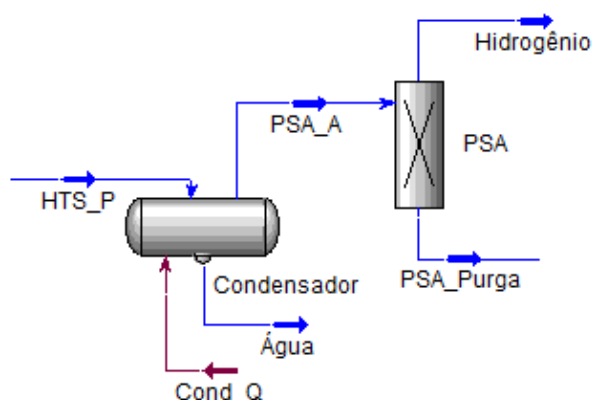 Hidrogênio
PSA_A
PSA
HTS_P
PSA_Purga
Condensador
Água
Cond_Q